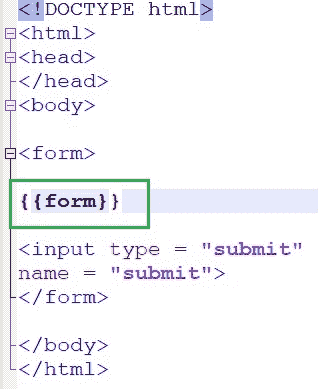 <!DOCTYPE html>
<html>
<head>
</head>
<body>
<form>
{{form}}
<input type = "submit"
name = "submit">
</form>
</body>
</html>